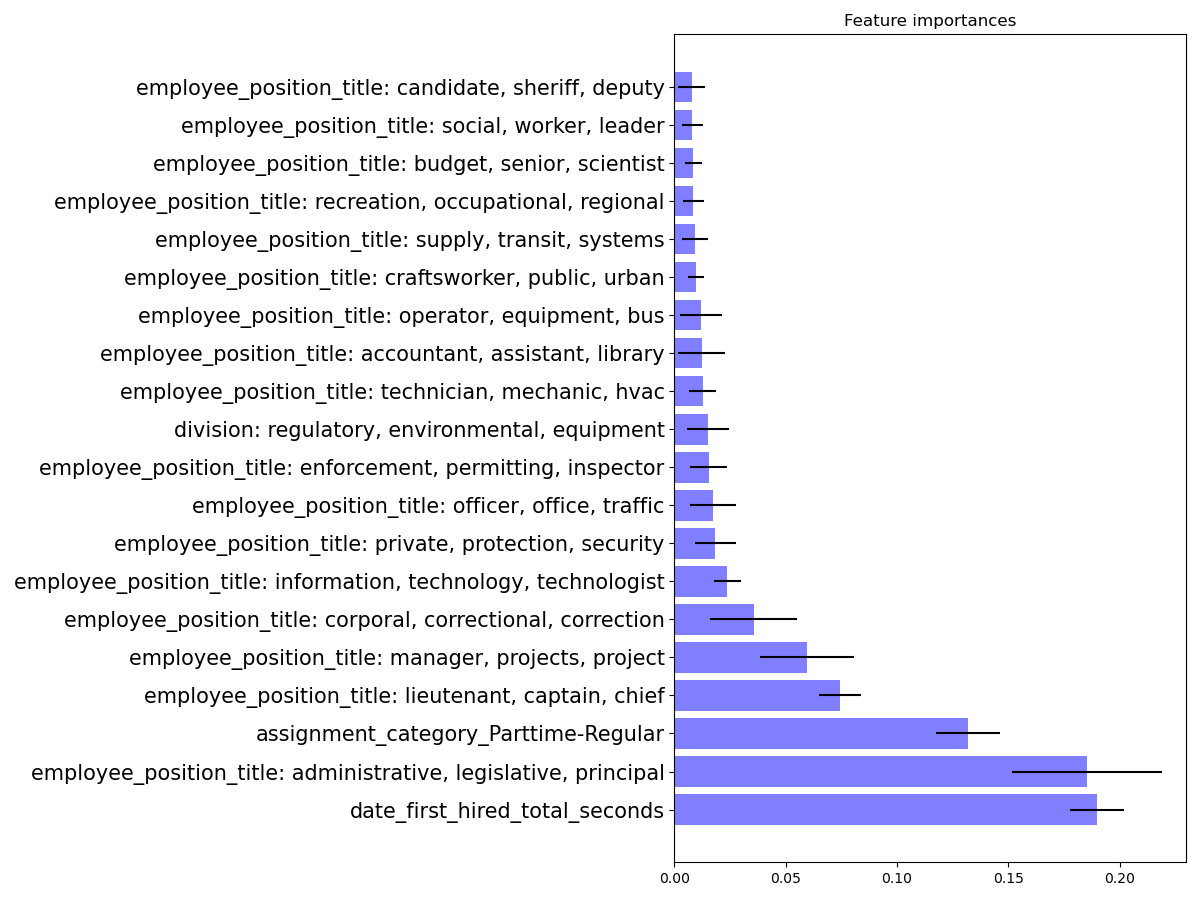 Feature importances
employee_position_title: candidate, sheriff, deputy
employee_position_title: social, worker, leader
employee_position_title: budget, senior, scientist
employee_position_title: recreation, occupational, regional
employee_position_title: supply, transit, systems
employee_position_title: craftsworker, public, urban
employee_position_title: operator, equipment, bus
employee_position_title: accountant, assistant, library
employee_position_title: technician, mechanic, hvac
division: regulatory, environmental, equipment
employee_position_title: enforcement, permitting, inspector
employee_position_title: officer, office, traffic
employee_position_title: private, protection, security
employee_position_title: information, technology, technologist
employee_position_title: corporal, correctional, correction
employee_position_title: manager, projects, project
employee_position_title: lieutenant, captain, chief
assignment_category_Parttime-Regular
employee_position_title: administrative, legislative, principal
date_first_hired_total_seconds
0.00 0.05 0.10 0.15 0.20